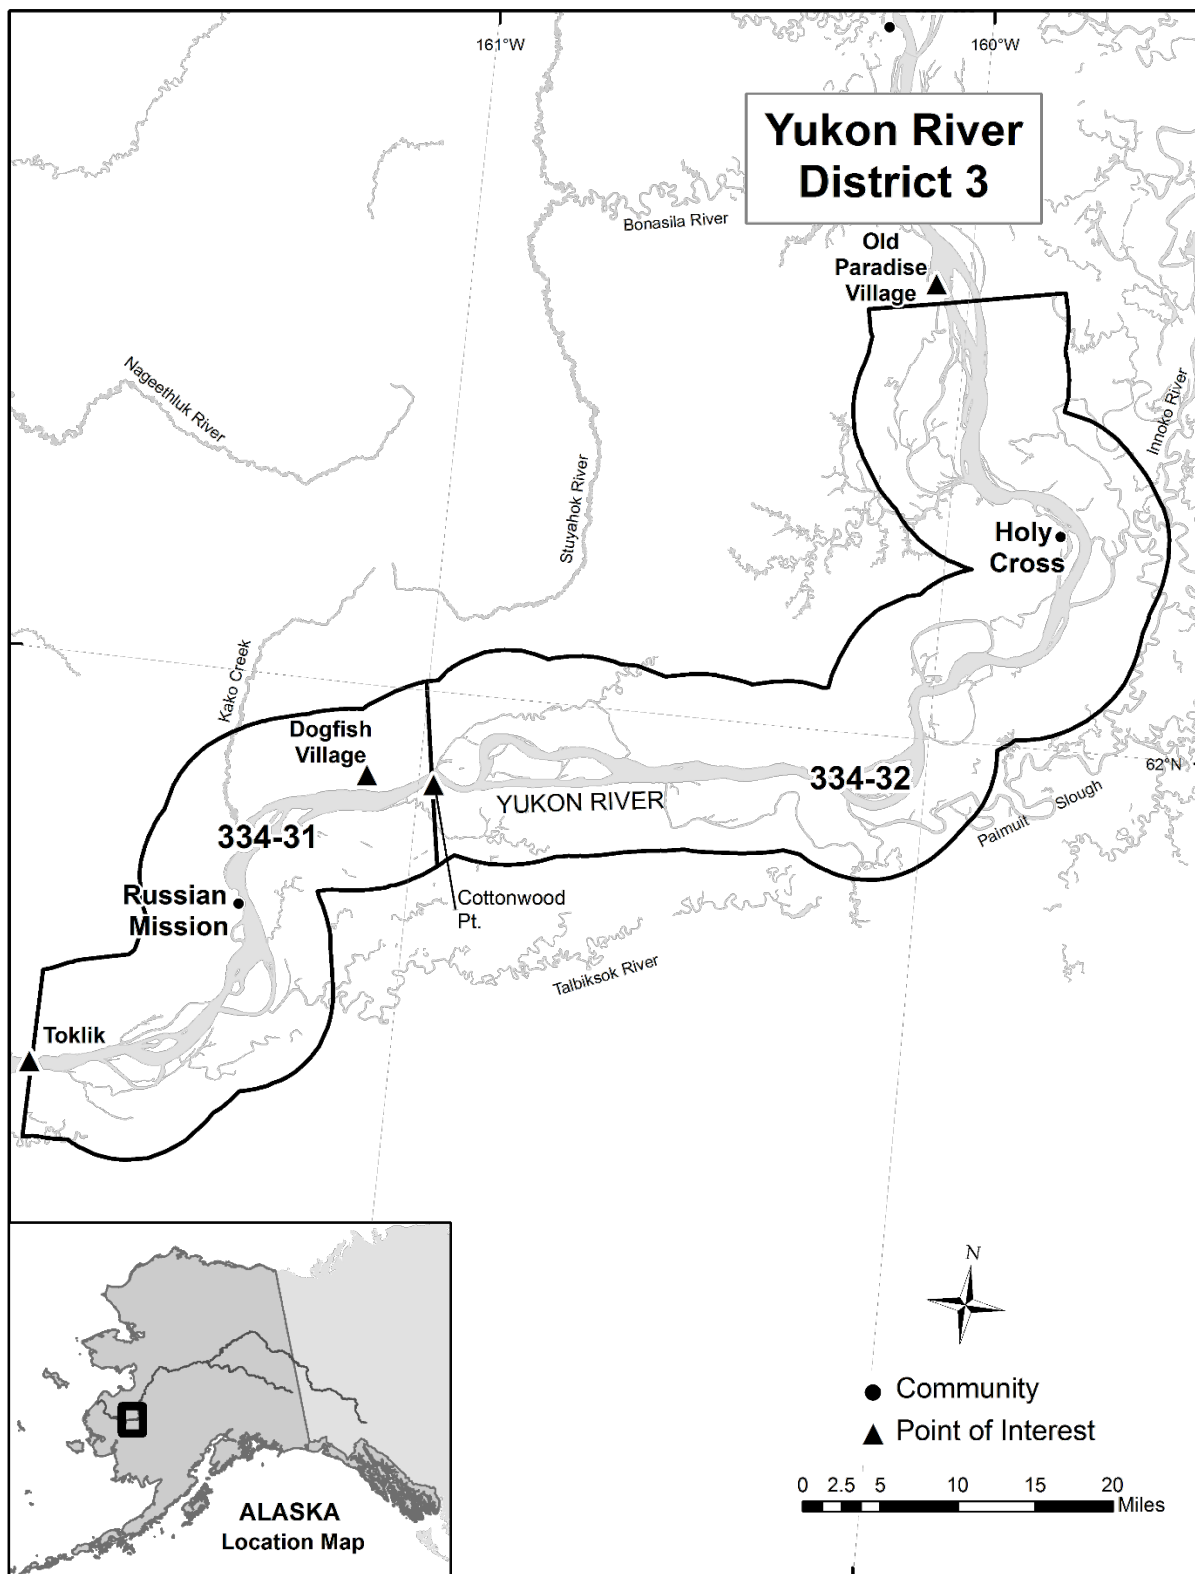 161°W
160°W
Yukon River
District 3
Bonasila River
Old
Paradise
Village
Nageethluk River
Innoko River
Stuyahok River
Holy
Cross
Kako Creek
Dogfish
Village
62°N
334-32
YUKON RIVER
Paimuit Slough
334-31
Russian
Mission
Cottonwood
Pt.
Talbiksok River
Toklik
N
Community
Point of Interest
0 2.5 5 10 15 20
Miles
ALASKA
Location Map